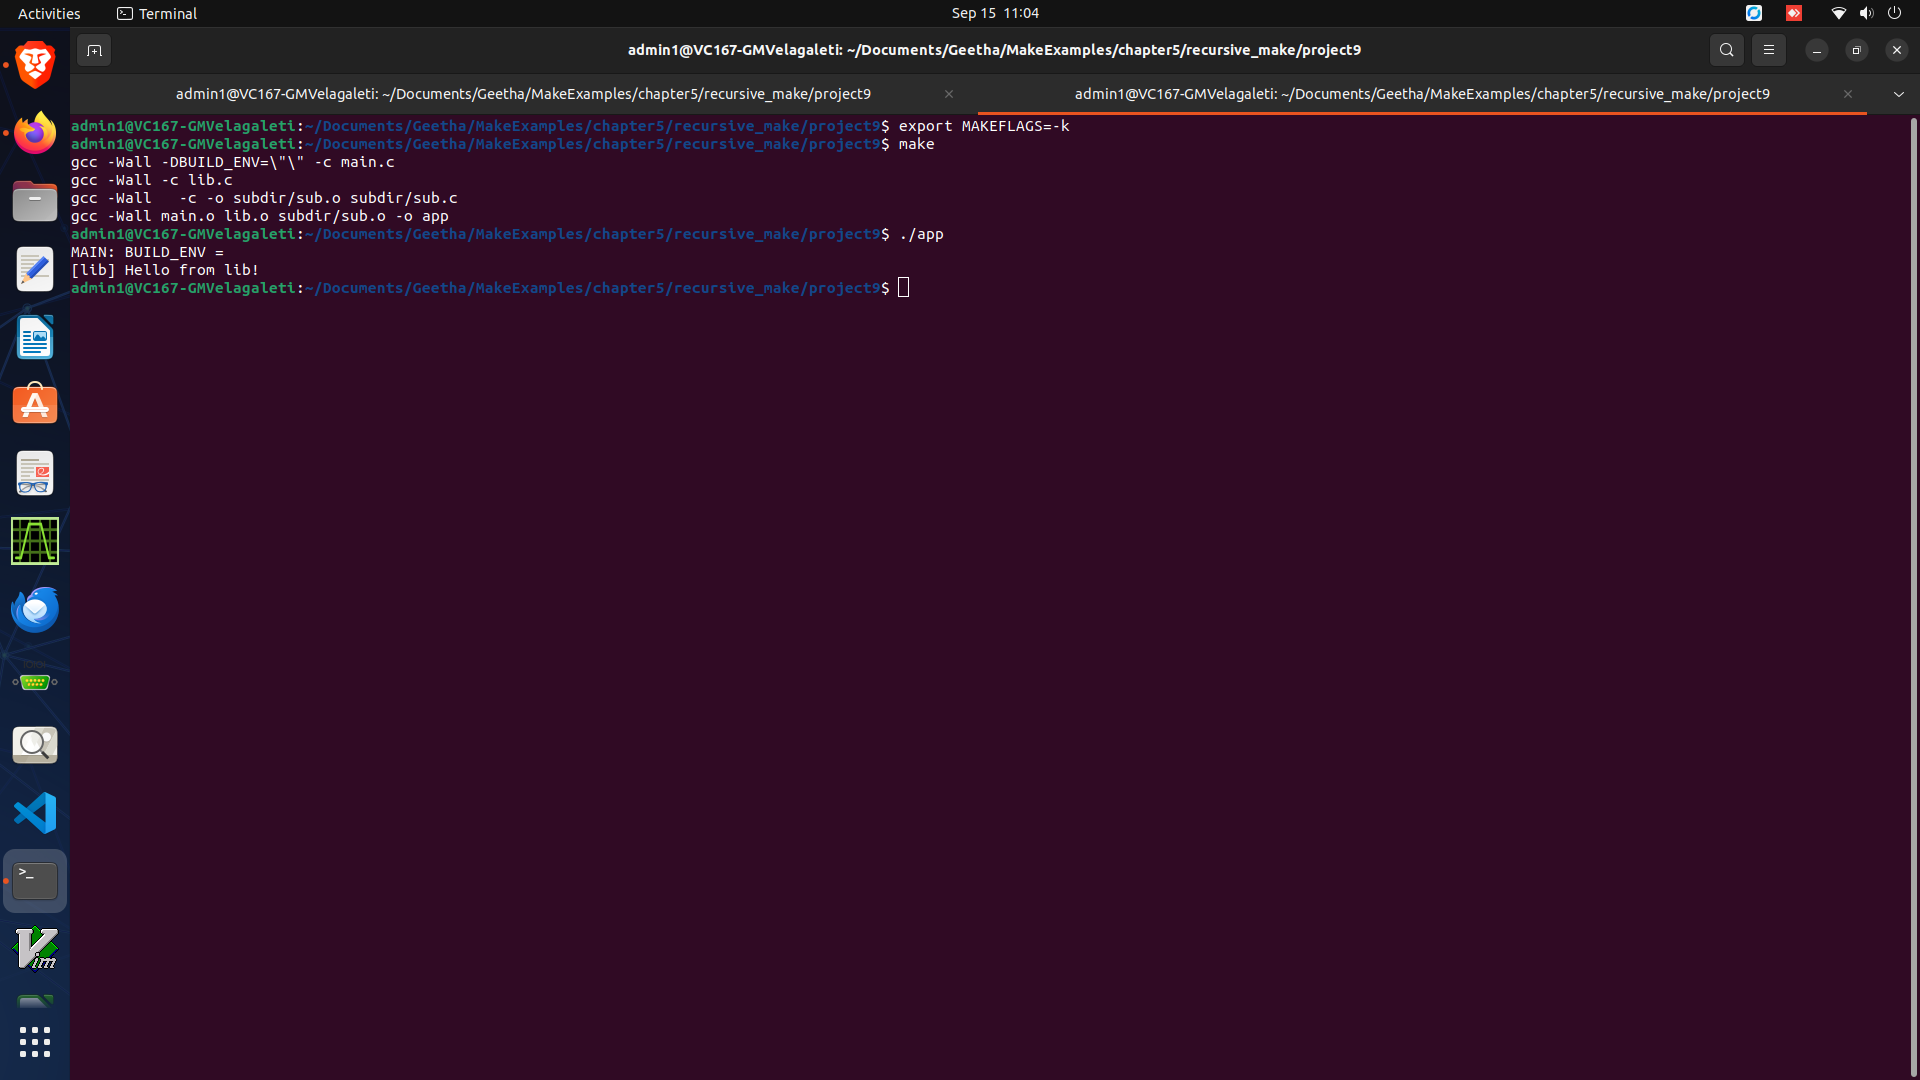 Activities
Terminal
Sep 15 11:04
admin1@VC167-GMVelagaleti: ~/Documents/Geetha/MakeExamples/chapter5/recursive_make/project9
admin1@VC167-GMVelagaleti: ~/Documents/Geetha/MakeExamples/chapter5/recursive_make/project9
admin1@VC167-GMVelagaleti: ~/Documents/Geetha/MakeExamples/chapter5/recursive_make/project9
admin1@VC167-GMVelagaleti:~/Documents/Geetha/MakeExamples/chapter5/recursive_make/project9$ export MAKEFLAGS=-k
admin1@VC167-GMVelagaleti:~/Documents/Geetha/MakeExamples/chapter5/recursive_make/project9$ make
gcc -Wall -DBUILD_ENV=\"\" -c main.c
gcc -Wall -c lib.c
gcc -Wall   -c -o subdir/sub.o subdir/sub.c
gcc -Wall main.o lib.o subdir/sub.o -o app
admin1@VC167-GMVelagaleti:~/Documents/Geetha/MakeExamples/chapter5/recursive_make/project9$ ./app
MAIN: BUILD_ENV =
[lib] Hello from lib!
admin1@VC167-GMVelagaleti:~/Documents/Geetha/MakeExamples/chapter5/recursive_make/project9$
>_
Vim